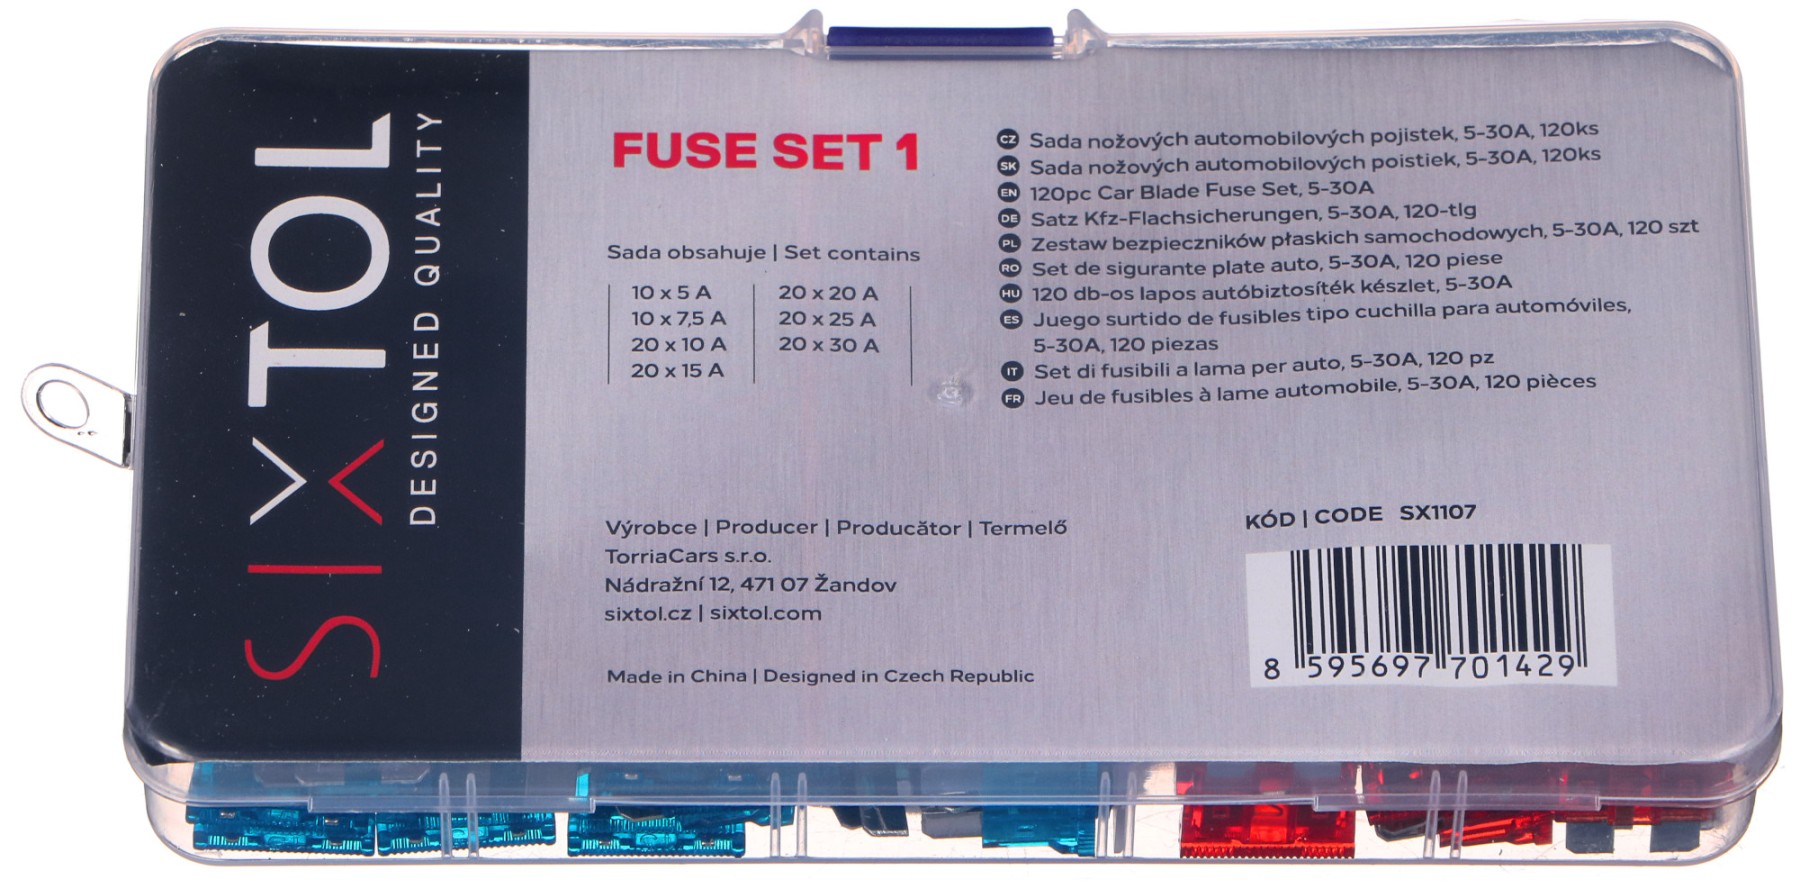 SIXTOL
DESIGNED QUALITY
FUSE SET 1
Sada obsahuje | Set contains
10 x 5 A
10 x 7,5 A
20 x 10 A
20 x 15 A
20 x 20 A
20 x 25 A
20 x 30 A
CZ Sada nožových automobilových pojistek, 5-30A, 120ks
SK Sada nožových automobilových poistiek, 5-30A, 120ks
EN 120pc Car Blade Fuse Set, 5-30A
DE Satz Kfz-Flachsicherungen, 5-30A, 120-tlg
PL Zestaw bezpieczników płaskich samochodowych, 5-30A, 120 szt
RO Set de sigurante plate auto, 5-30A, 120 piese
HU 120 db-os lapos autóbiztosíték készlet, 5-30A
ES Juego surtido de fusibles tipo cuchilla para automóviles,
5-30A, 120 piezas
IT Set di fusibili a lama per auto, 5-30A, 120 pz
FR Jeu de fusibles à lame automobile, 5-30A, 120 pièces
Výrobce | Producer | Producător | Termelő
TorriaCars s.r.o.
Nádražní 12, 471 07 Žandov
sixtol.cz | sixtol.com
Made in China | Designed in Czech Republic
KÓD | CODE SX1107
8 595697 701429